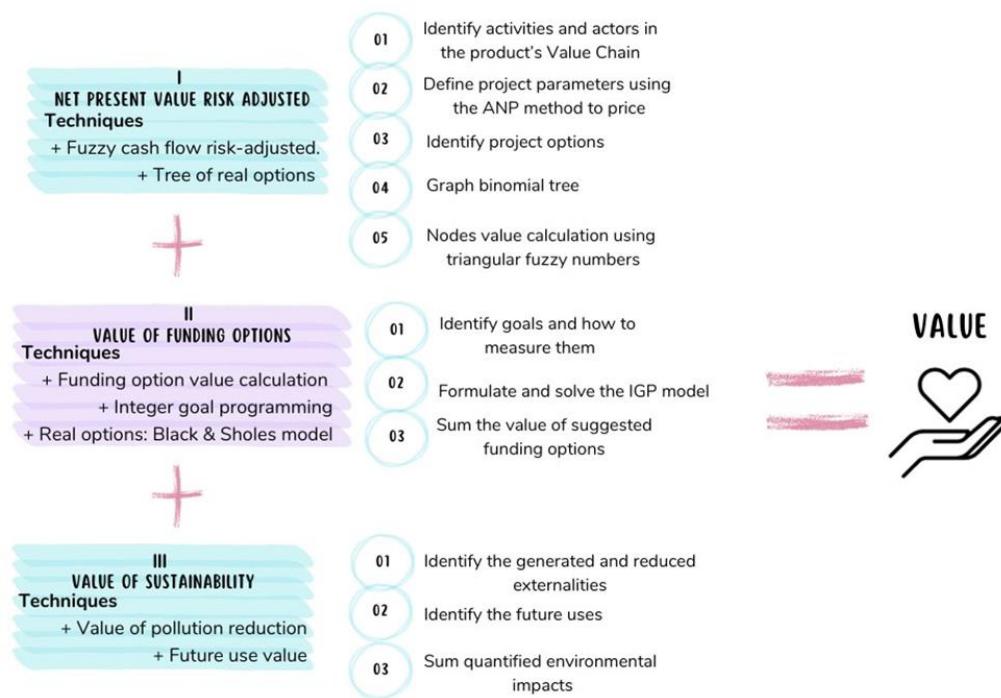 I
NET PRESENT VALUE RISK ADJUSTED
Techniques
+ Fuzzy cash flow risk-adjusted.
+ Tree of real options
01
Identify activities and actors in
the product's Value Chain
02
Define project parameters using
the ANP method to price
03
Identify project options
04
Graph binomial tree
05
Nodes value calculation using
triangular fuzzy numbers
+
II
VALUE OF FUNDING OPTIONS
Techniques
+ Funding option value calculation
+ Integer goal programming
+ Real options: Black & Sholes model
01
Identify goals and how to
measure them
02
Formulate and solve the IGP model
03
Sum the value of suggested
funding options
=
VALUE
+
III
VALUE OF SUSTAINABILITY
Techniques
+ Value of pollution reduction
+ Future use value
01
Identify the generated and reduced
externalities
02
Identify the future uses
03
Sum quantified environmental
impacts